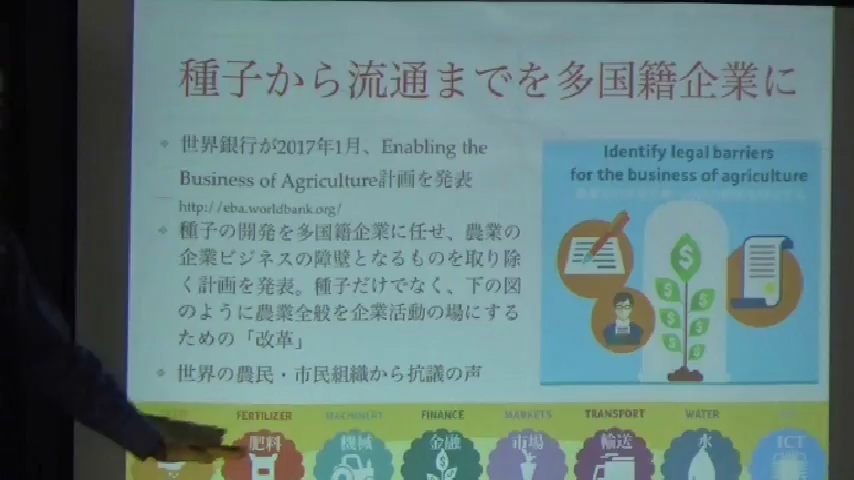 種子から流通までを多国籍企業に
世界銀行が2017年1月、Enabling the
Business of Agriculture計画を発表
http://eba.worldbank.org/
種子の開発を多国籍企業に任せ、農業の
企業ビジネスの障壁となるものを取り除
く計画を発表。種子だけでなく、下の図
のように農業全般を企業活動の場にする
ための「改革」
世界の農民・市民組織から抗議の声
Identify legal barriers
for the business of agriculture
FERTILIZER MACHINERY FINANCE MARKETS TRANSPORT WATER
肥料 機械 金融 市場 輸送 水 ICT